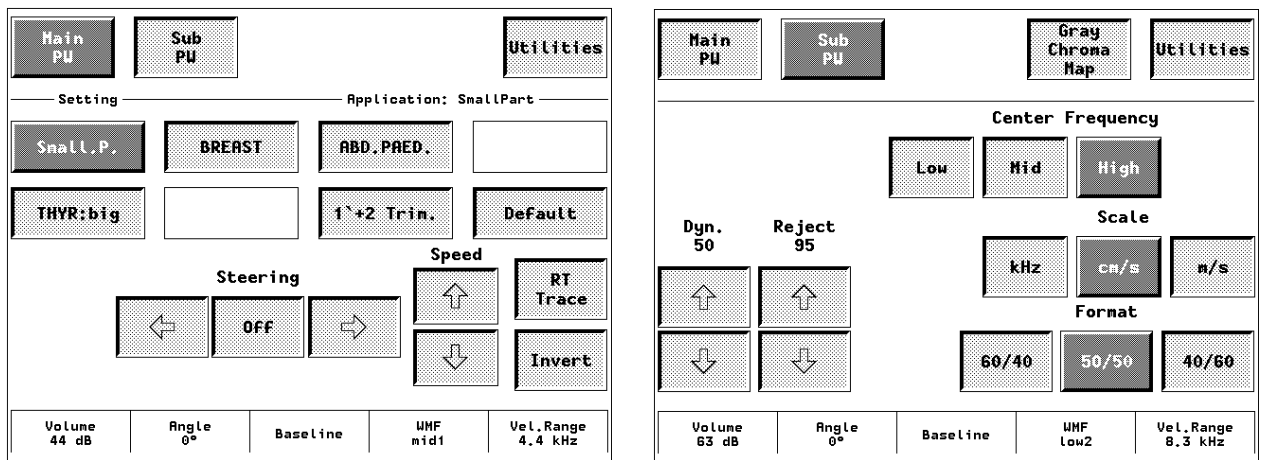 Main
PW
Sub
PW
Utilities
Setting
Application: SmallPart
Small.P.
BREAST
ABD.PAED.
THYR:big
1`+2 Trim.
Default
Steering
Off
Speed
RT
Trace
Invert
Volume
44 dB
Angle
0°
Baseline
WMF
mid1
Vel.Range
4.4 kHz
Main
PW
Sub
PW
Gray
Chroma
Map
Utilities
Center Frequency
Low
Mid
High
Dyn.
50
Reject
95
Scale
kHz
cm/s
m/s
Format
60/40
50/50
40/60
Volume
63 dB
Angle
0°
Baseline
WMF
low2
Vel.Range
8.3 kHz